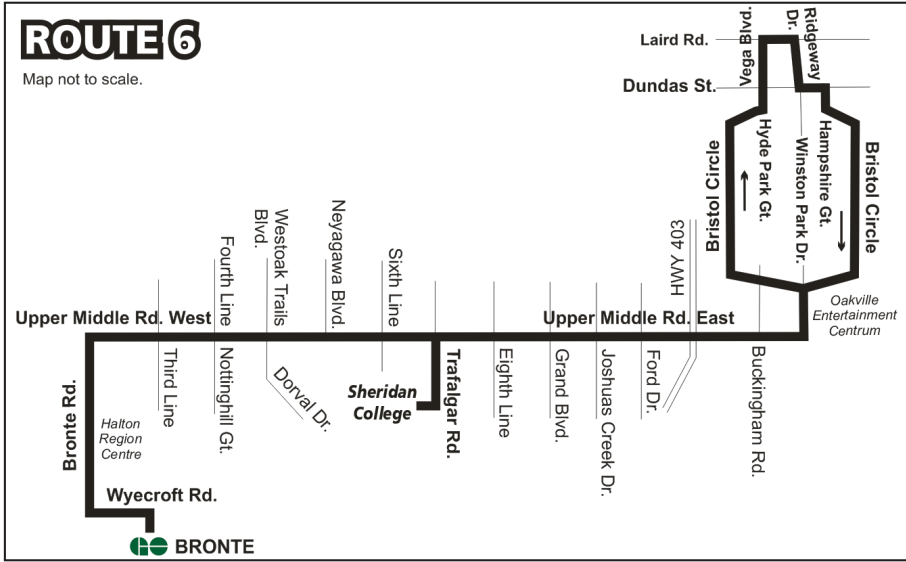 ROUTE 6
Map not to scale.
Laird Rd.
Vega Blvd.
Ridgeway
Dr.
Dundas St.
Bristol Circle
Hyde Park Gt.
Winston Park Dr.
Hampshire Gt.
Bristol Circle
Oakville
Entertainment
Centrum
Fourth Line
Westoak Trails
Blvd.
Neyagawa Blvd.
Sixth Line
HWY 403
Upper Middle Rd. West
Upper Middle Rd. East
Third Line
Nottinghill Gt.
Dorval Dr.
Sheridan
College
Trafalgar Rd.
Eighth Line
Grand Blvd.
Joshuas Creek Dr.
Ford Dr.
Buckingham Rd.
Bronte Rd.
Halton
Region
Centre
Wyecroft Rd.
GO BRONTE